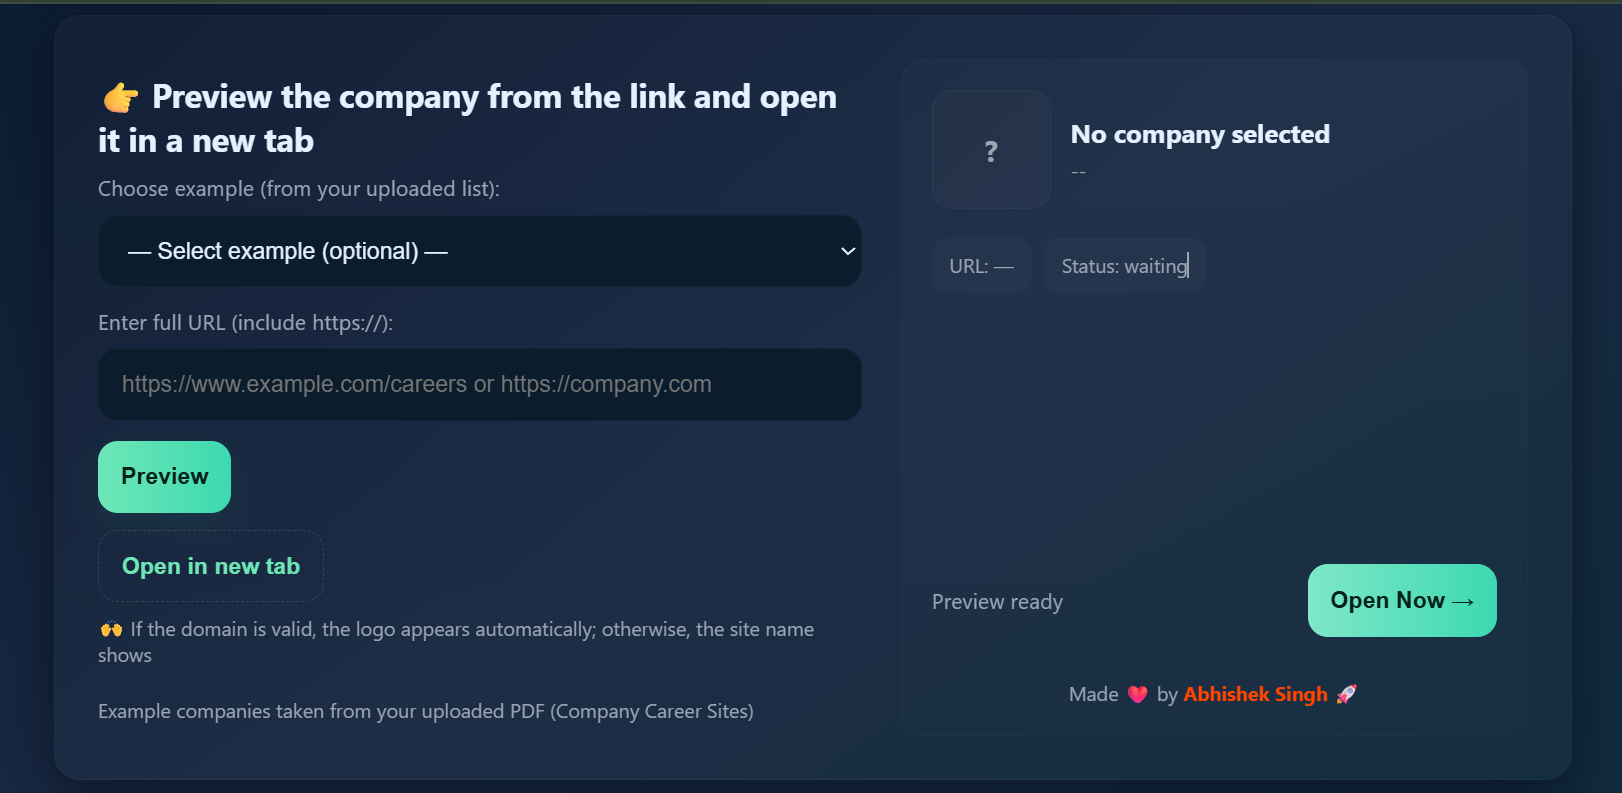 👉 Preview the company from the link and open
it in a new tab
Choose example (from your uploaded list):
— Select example (optional) —
Enter full URL (include https://):
https://www.example.com/careers or https://company.com
Preview
Open in new tab
🙌 If the domain is valid, the logo appears automatically; otherwise, the site name
shows
Example companies taken from your uploaded PDF (Company Career Sites)
?
No company selected
--
URL: —
Status: waiting
Preview ready
Open Now →
Made ❤️ by Abhishek Singh 🚀